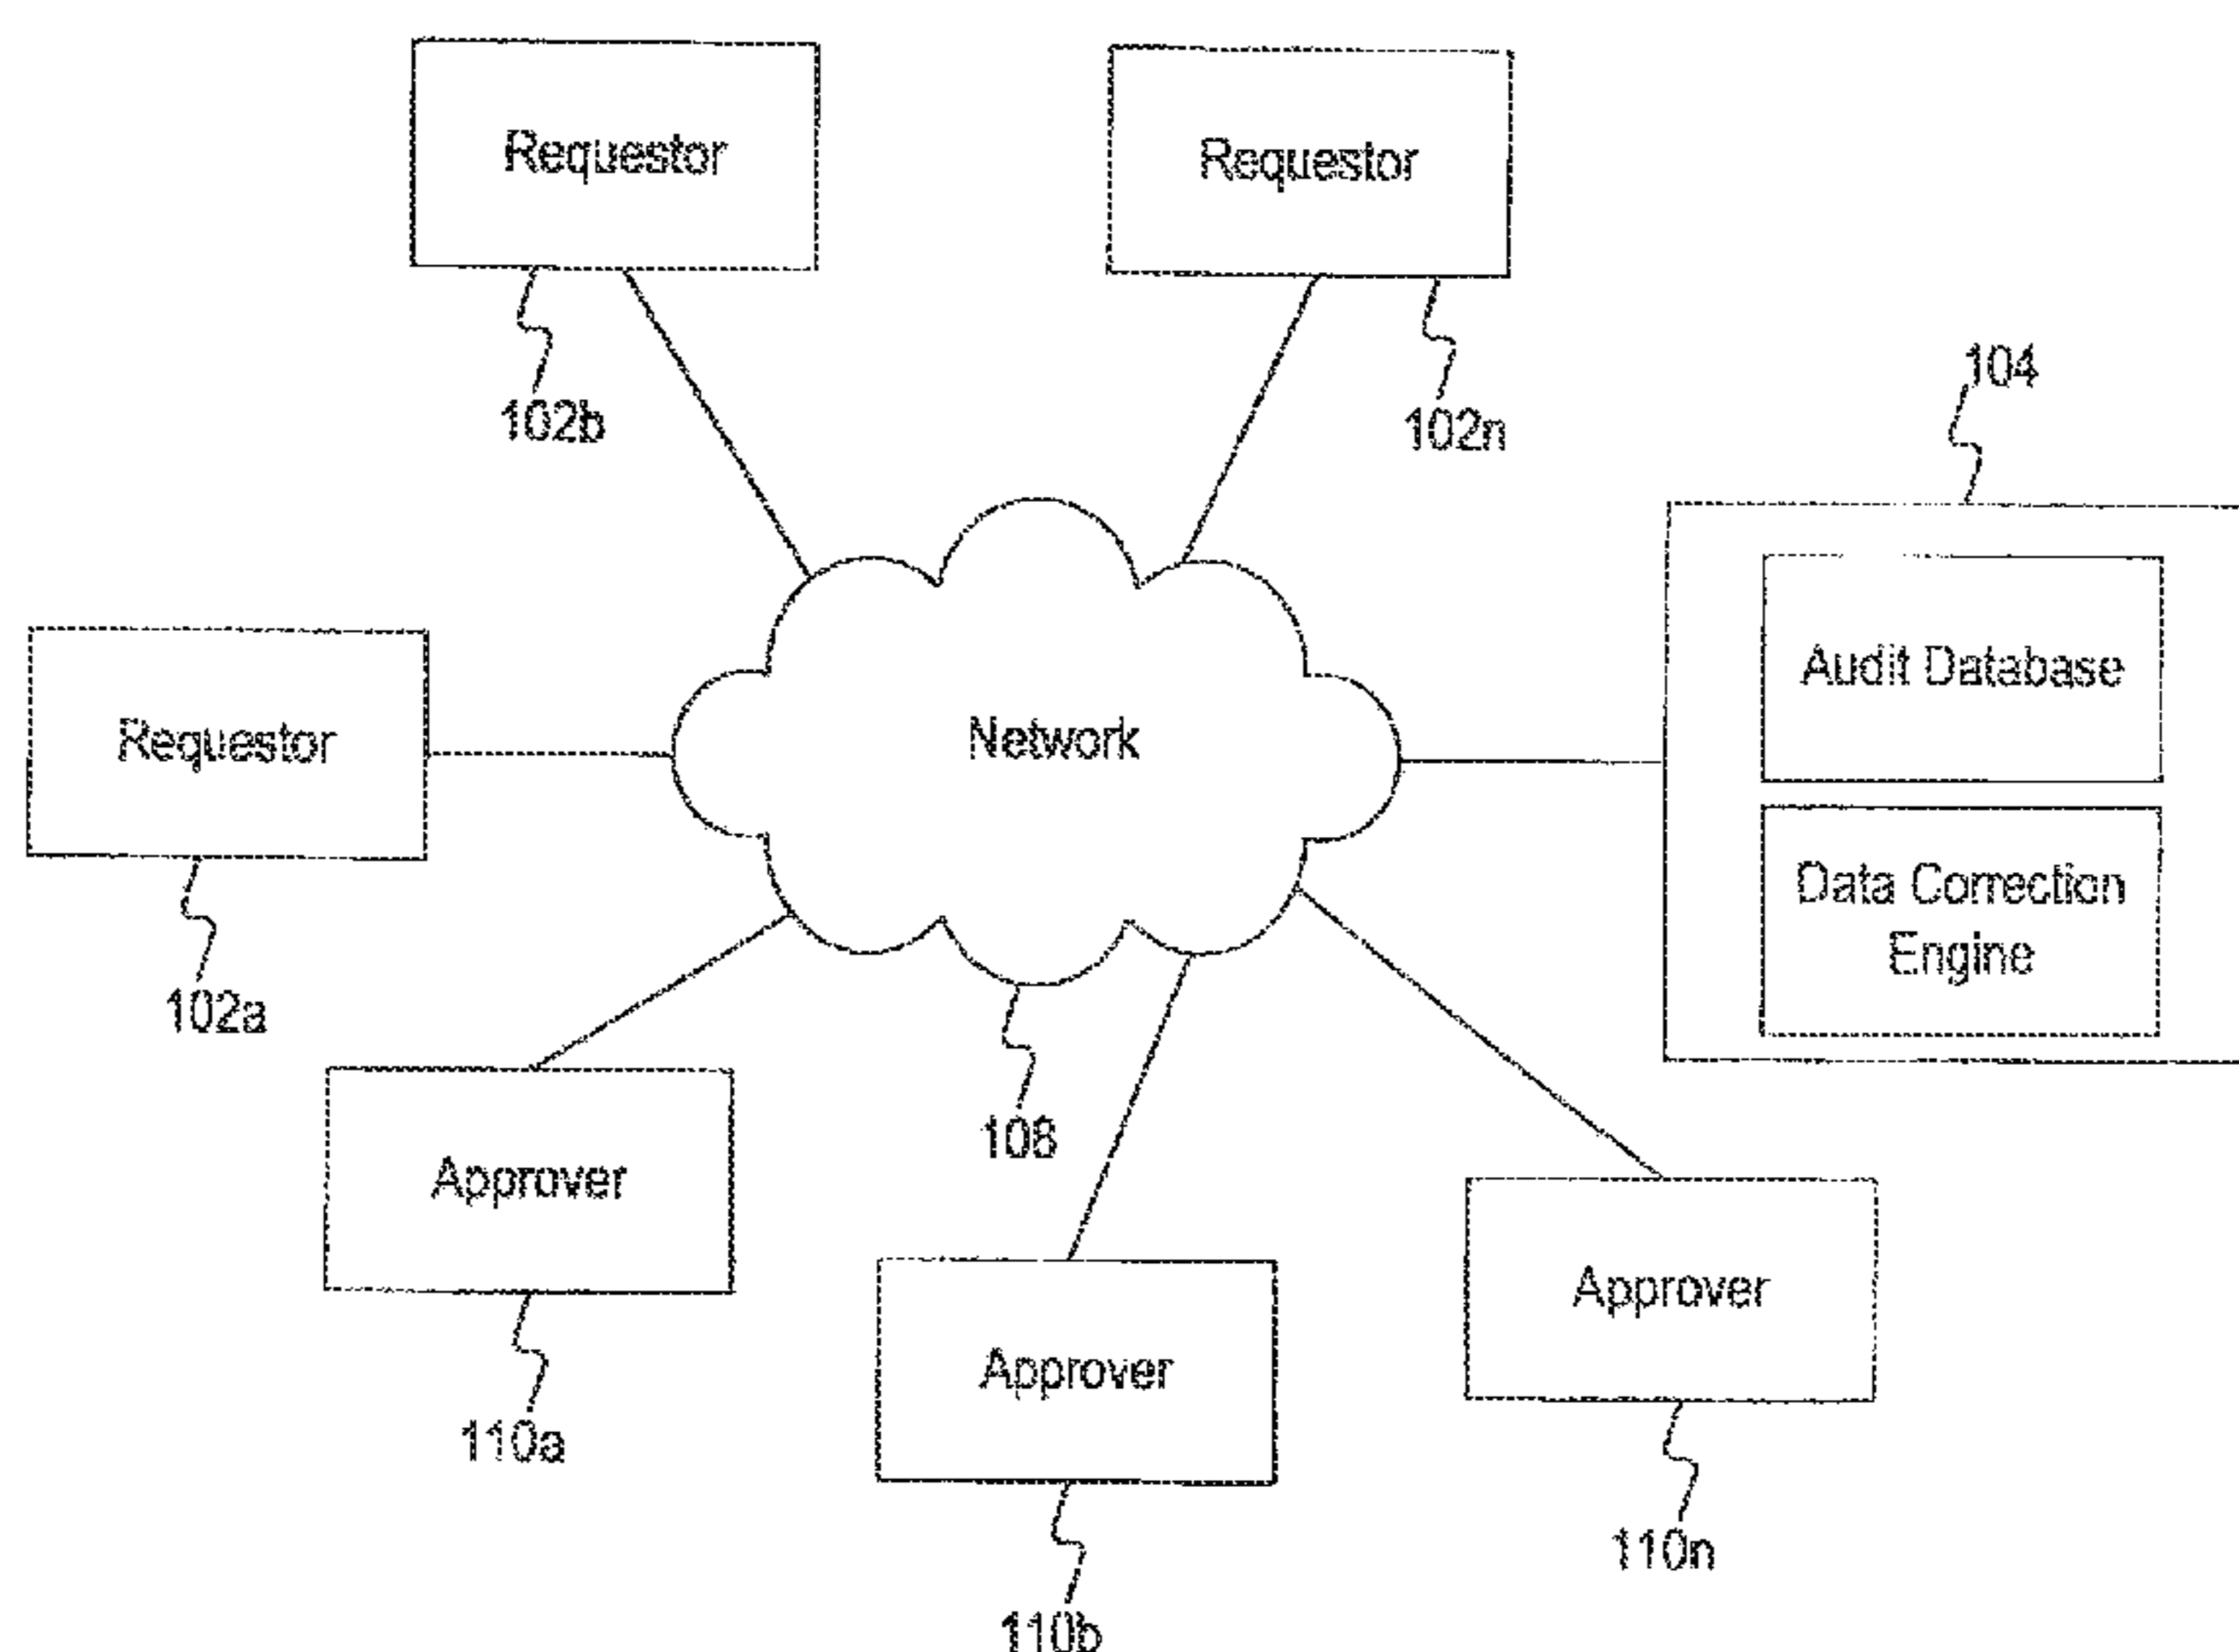 Requestor
Requestor
102b
102n
104
Audit Database
Requestor
Network
Data Correction
Engine
102a
108
Approver
Approver
Approver
110a
110n
110b